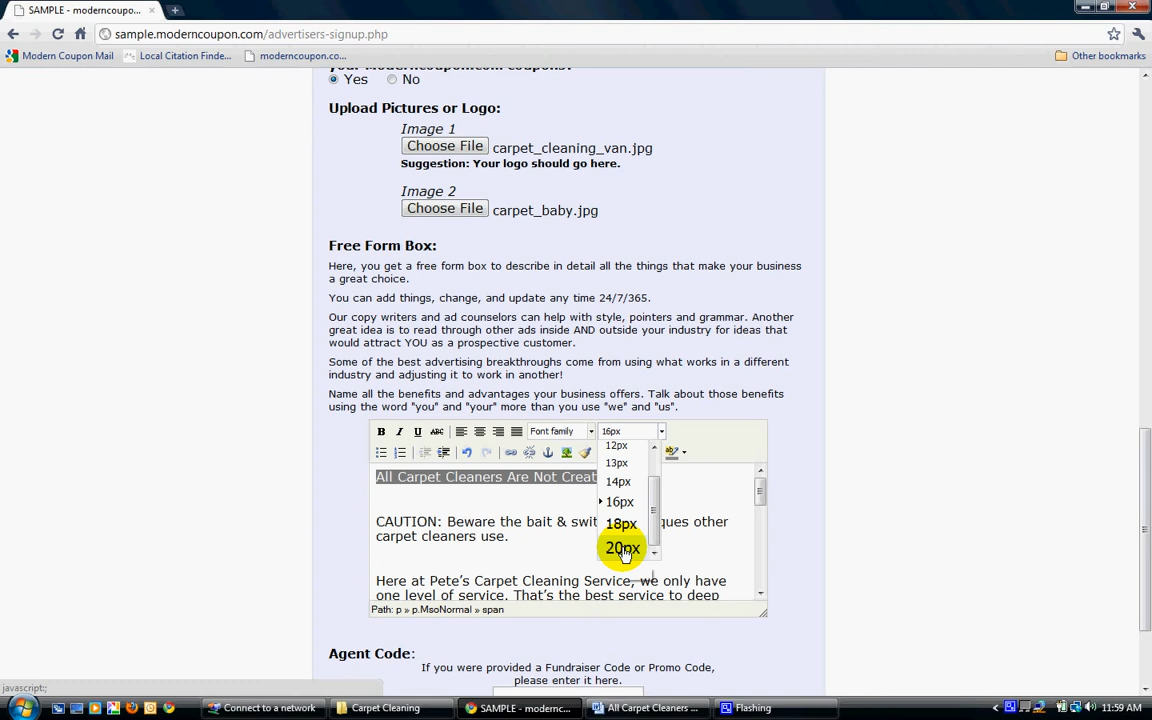 SAMPLE - moderncoupo...
sample.moderncoupon.com/advertisers-signup.php
Modern Coupon Mail
Local Citation Finde...
moderncoupon.co...
Other bookmarks
your Moderncoupon.com coupons:
Yes No
Upload Pictures or Logo:
Image 1
Choose File carpet_cleaning_van.jpg
Suggestion: Your logo should go here.
Image 2
Choose File carpet_baby.jpg
Free Form Box:
Here, you get a free form box to describe in detail all the things that make your business
a great choice.
You can add things, change, and update any time 24/7/365.
Our copy writers and ad counselors can help with style, pointers and grammar. Another
great idea is to read through other ads inside AND outside your industry for ideas that
would attract YOU as a prospective customer.
Some of the best advertising breakthroughs come from using what works in a different
industry and adjusting it to work in another!
Name all the benefits and advantages your business offers. Talk about those benefits
using the word "you" and "your" more than you use "we" and "us".
B I U ABC Font family 16px
12px
13px
14px
16px
18px
20px
All Carpet Cleaners Are Not Creat
CAUTION: Beware the bait & swit ques other
carpet cleaners use.
Here at Pete's Carpet Cleaning Service, we only have
one level of service. That's the best service to deep
Path: p » p.MsoNormal » span
Agent Code:
If you were provided a Fundraiser Code or Promo Code,
please enter it here.
javascript:;
Connect to a network
Carpet Cleaning
SAMPLE - modernc...
All Carpet Cleaners ...
Flashing
11:59 AM